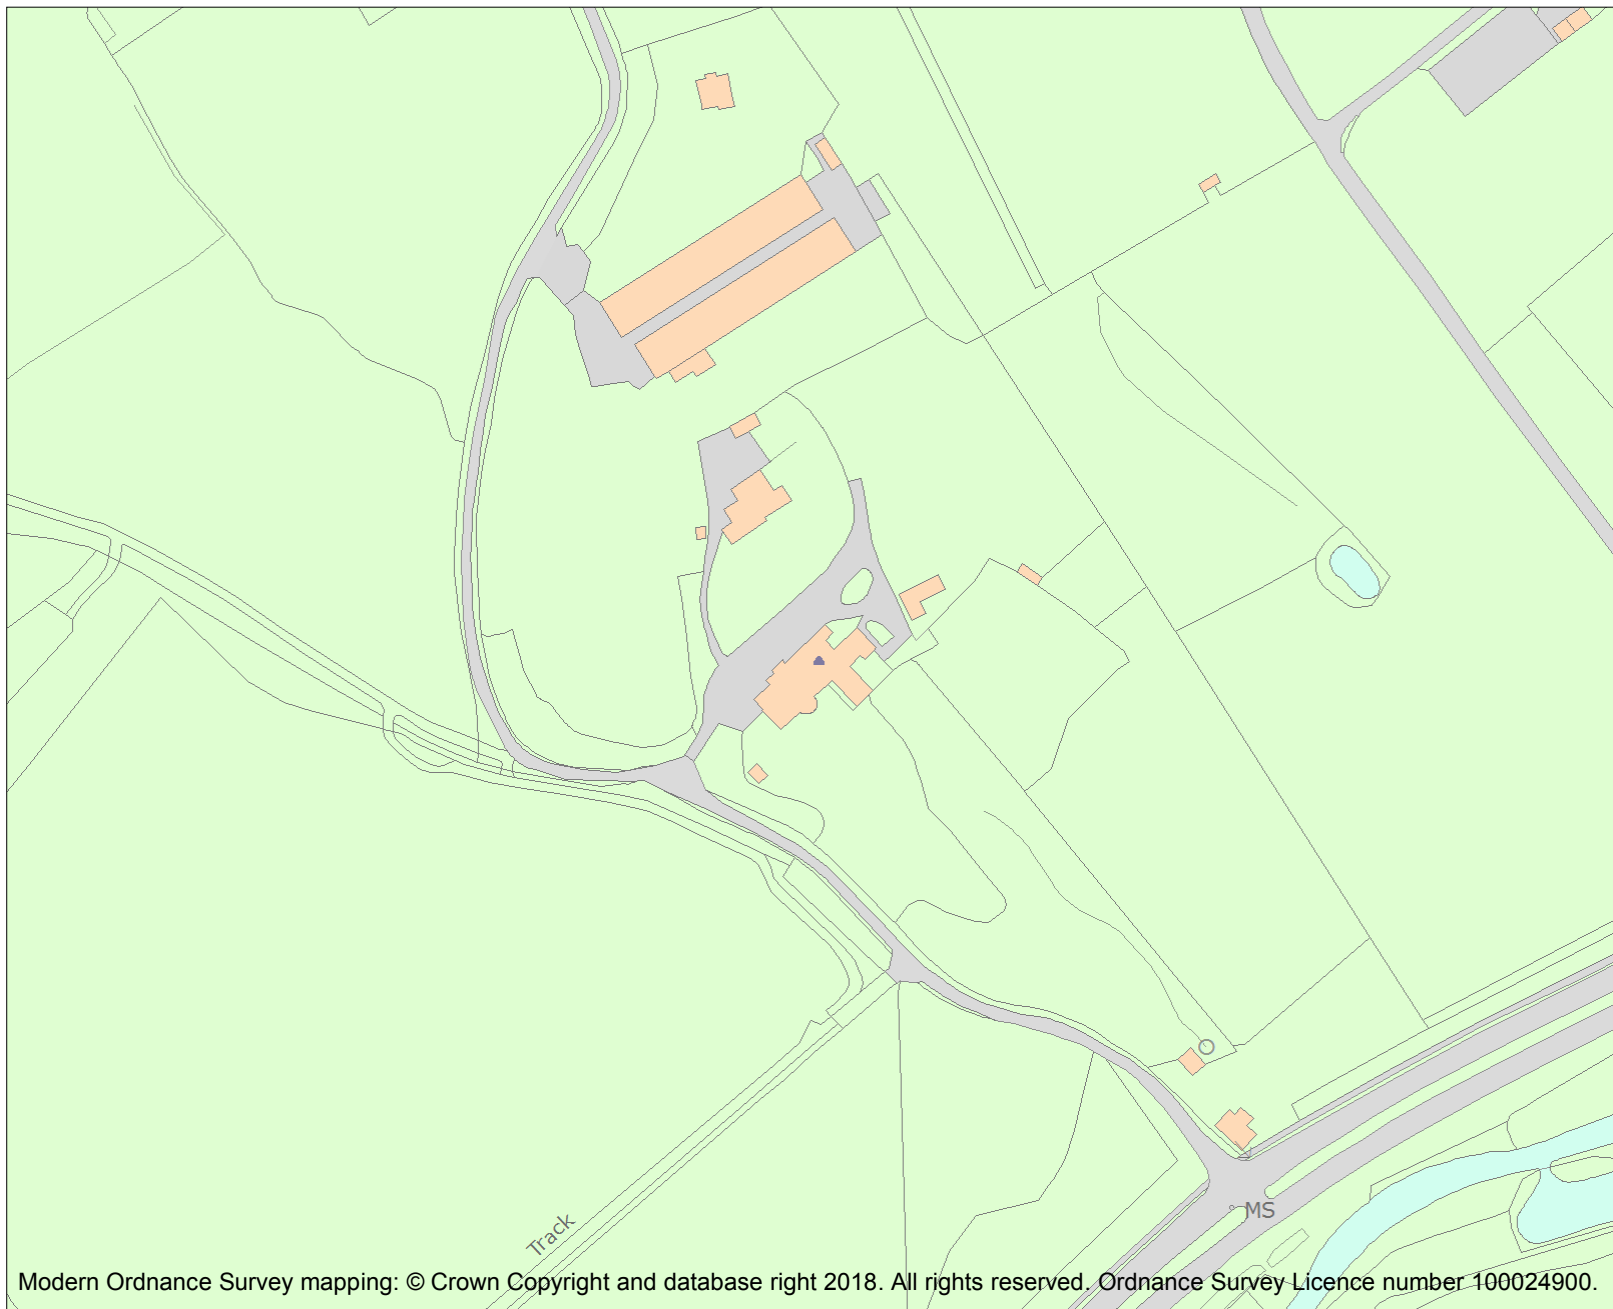 MS
Track
Modern Ordnance Survey mapping: © Crown Copyright and database right 2018. All rights reserved. Ordnance Survey Licence number 100024900.